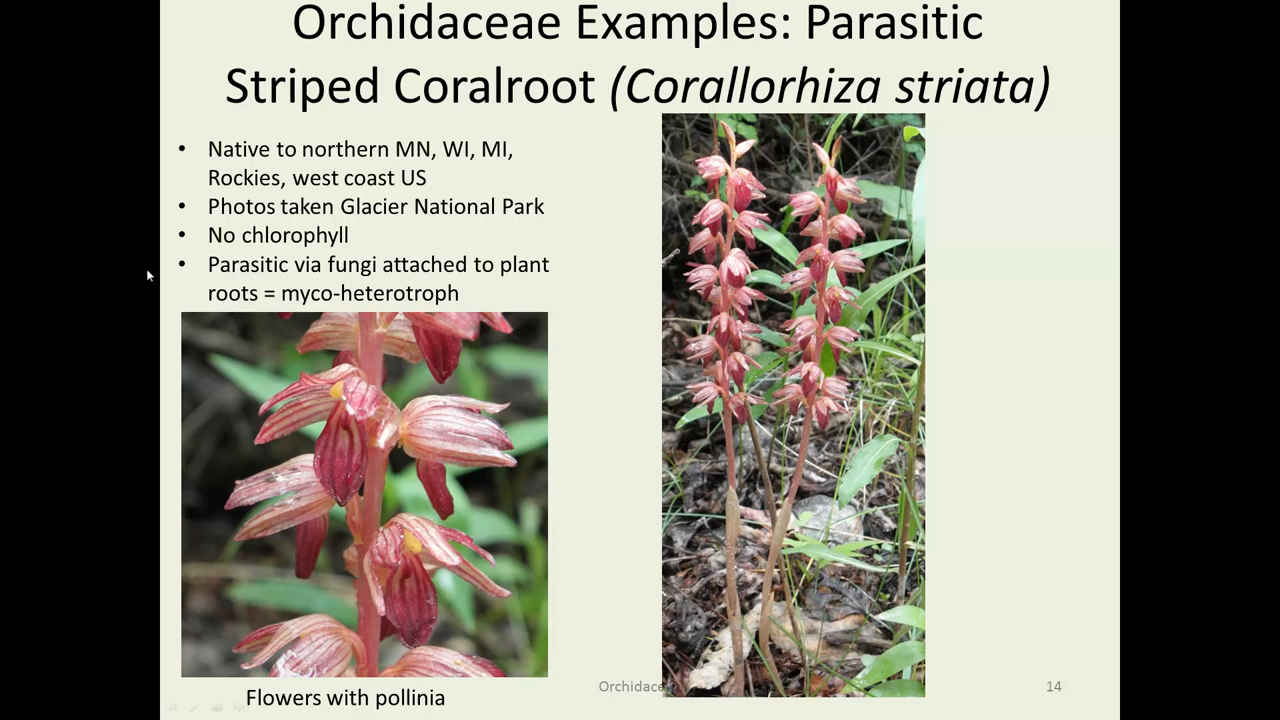 Orchidaceae Examples: Parasitic
Striped Coralroot (Corallorhiza striata)
• Native to northern MN, WI, MI,
Rockies, west coast US
• Photos taken Glacier National Park
• No chlorophyll
• Parasitic via fungi attached to plant
roots = myco-heterotroph
Flowers with pollinia
14